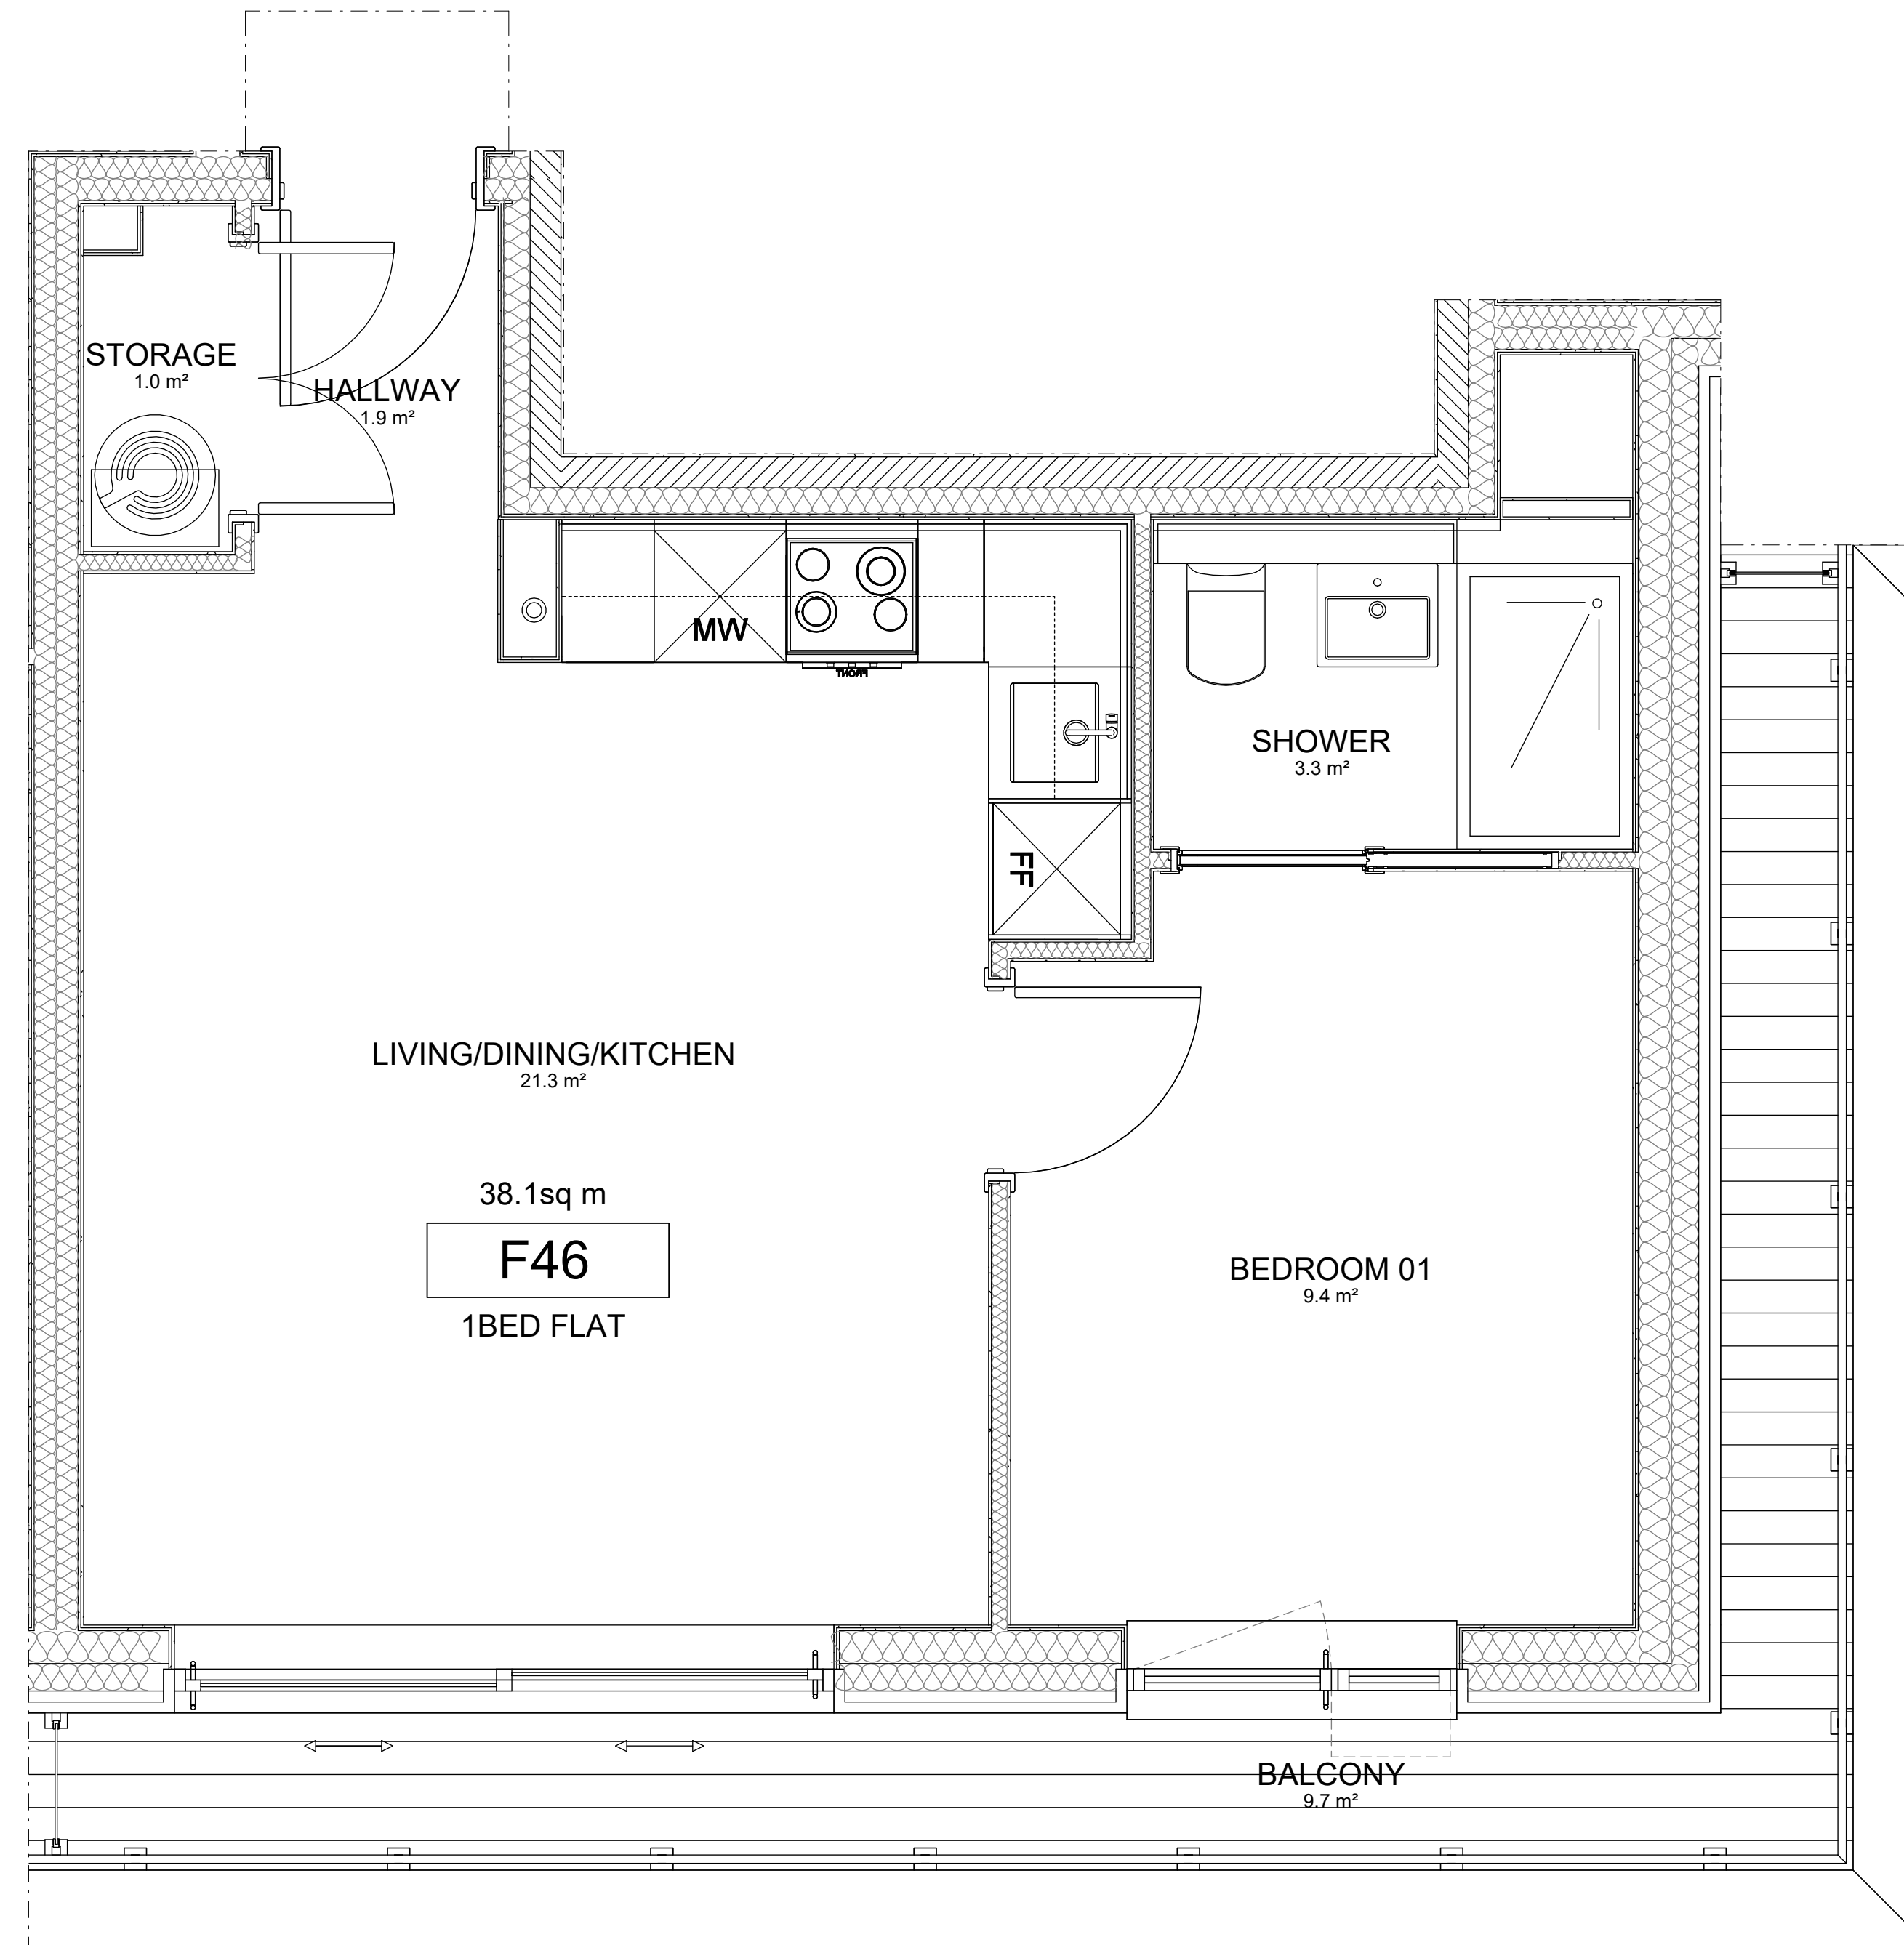 STORAGE
1.0 m²
HALLWAY
1.9 m²
MW
FRONT
SHOWER
3.3 m²
FF
LIVING/DINING/KITCHEN
21.3 m²
38.1sq m
F46
1BED FLAT
BEDROOM 01
9.4 m²
BALCONY
9.7 m²